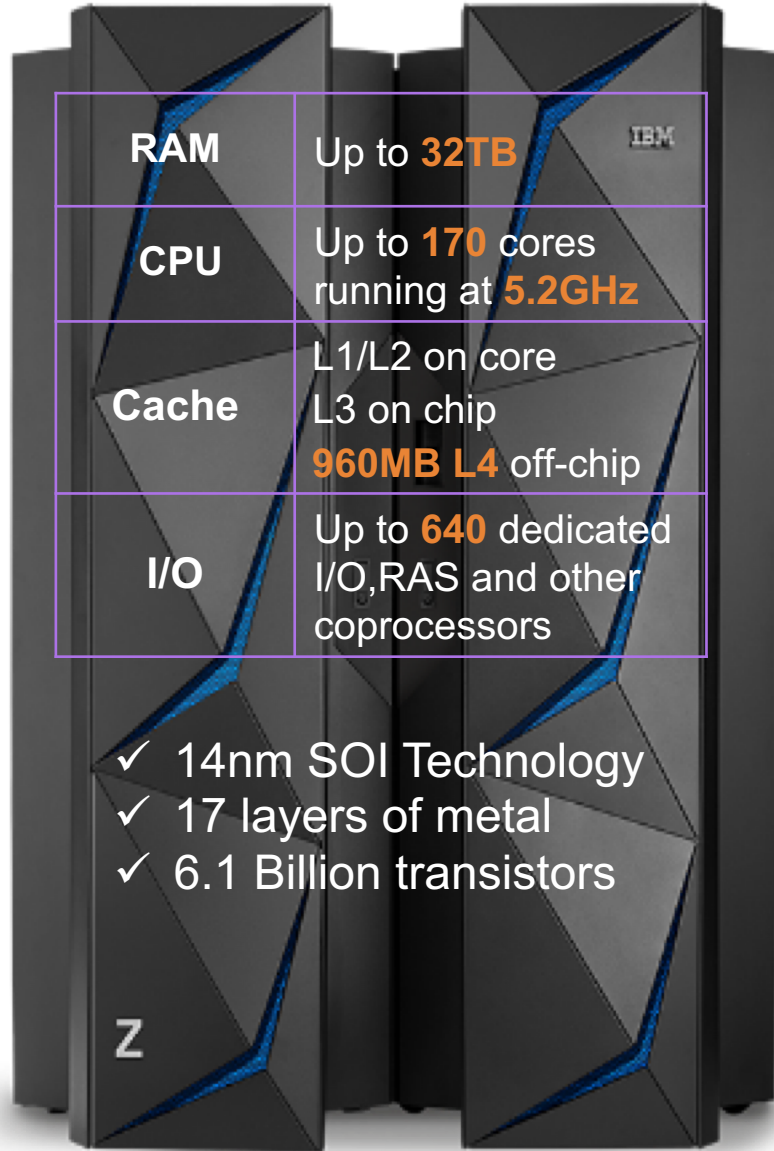 IBM
RAM
Up to 32TB
CPU
Up to 170 cores
running at 5.2GHz
Cache
L1/L2 on core
L3 on chip
960MB L4 off-chip
I/O
Up to 640 dedicated
I/O,RAS and other
coprocessors
✓ 14nm SOI Technology
✓ 17 layers of metal
✓ 6.1 Billion transistors
Z